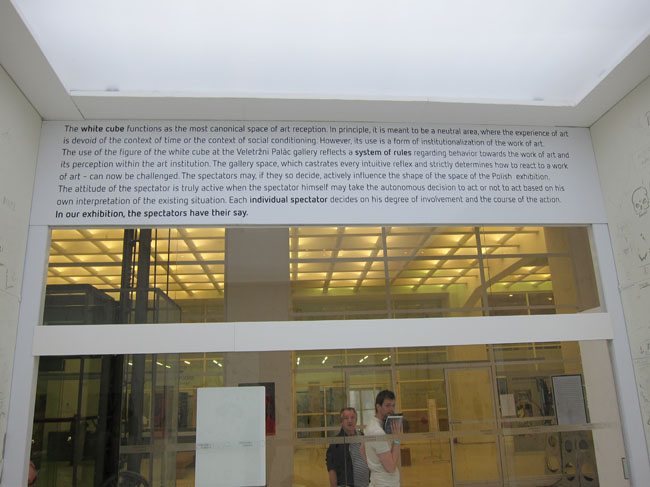 The white cube functions as the most canonical space of art reception. In principle, it is meant to be a neutral area, where the experience of art
is devoid of the context of time or the context of social conditioning. However, its use is a form of institutionalization of the work of art.
The use of the figure of the white cube at the Veletržni Palác gallery reflects a system of rules regarding behavior towards the work of art and
its perception within the art institution. The gallery space, which castrates every intuitive reflex and strictly determines how to react to a work
of art – can now be challenged. The spectators may, if they so decide, actively influence the shape of the space of the Polish exhibition.
The attitude of the spectator is truly active when the spectator himself may take the autonomous decision to act or not to act based on his
own interpretation of the existing situation. Each individual spectator decides on his degree of involvement and the course of the action.
In our exhibition, the spectators have their say.